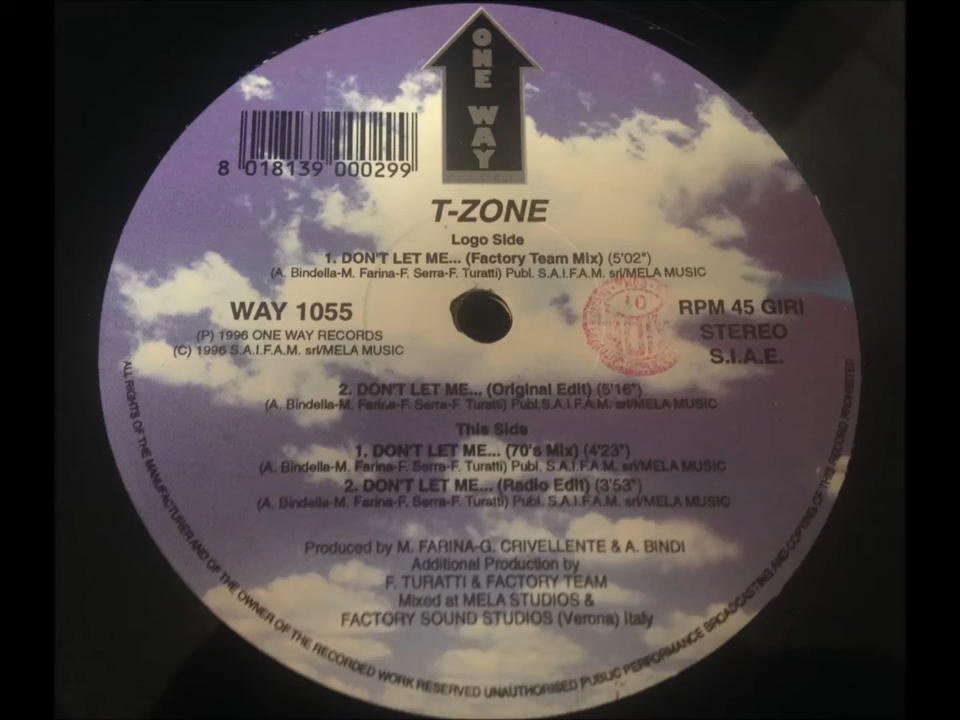 ONE WAY
RECORDS
8 018139 000299
T-ZONE
Logo Side
1. DON'T LET ME... (Factory Team Mix) (5'02")
(A. Bindella-M. Farina-F. Serra-F. Turatti) Publ. S.A.I.F.A.M. srl/MELA MUSIC
WAY 1055
(P) 1996 ONE WAY RECORDS
(C) 1996 S.A.I.F.A.M. srl/MELA MUSIC
RPM 45 GIRI
STEREO
S.I.A.E.
2. DON'T LET ME... (Original Edit) (5'16")
(A. Bindella-M. Farina-F. Serra-F. Turatti) Publ.S.A.I.F.A.M. srl/MELA MUSIC
This Side
1. DON'T LET ME... (70's Mix) (4'23")
(A. Bindella-M. Farina-F. Serra-F. Turatti) Publ. S.A.I.F.A.M. srl/MELA MUSIC
2. DON'T LET ME... (Radio Edit) (3'53")
(A. Bindella-M. Farina-F. Serra-F. Turatti) Publ. S.A.I.F.A.M. srl/MELA MUSIC
Produced by M. FARINA-G. CRIVELLENTE & A. BINDI
Additional Production by
F. TURATTI & FACTORY TEAM
Mixed at MELA STUDIOS &
FACTORY SOUND STUDIOS (Verona) Italy
ALL RIGHTS OF THE MANUFACTURER AND OF THE OWNER OF THE RECORDED WORK RESERVED UNAUTHORISED PUBLIC PERFORMANCE BROADCASTING AND COPYING OF THIS RECORD PROHIBITED